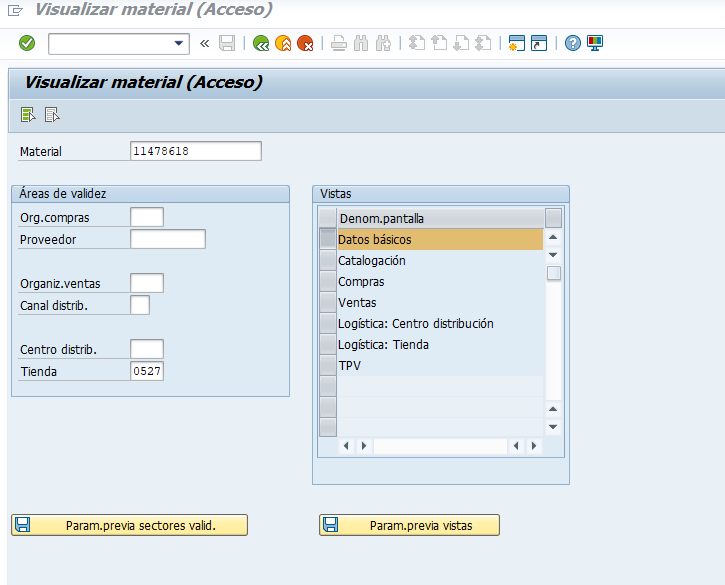 Visualizar material (Acceso)
Visualizar material (Acceso)
Material 11478618
Áreas de validez
Org.compras
Proveedor
Organiz.ventas
Canal distrib.
Centro distrib.
Tienda 0527
Vistas
Denom.pantalla
Datos básicos
Catalogación
Compras
Ventas
Logística: Centro distribución
Logística: Tienda
TPV
Param.previa sectores valid.
Param.previa vistas